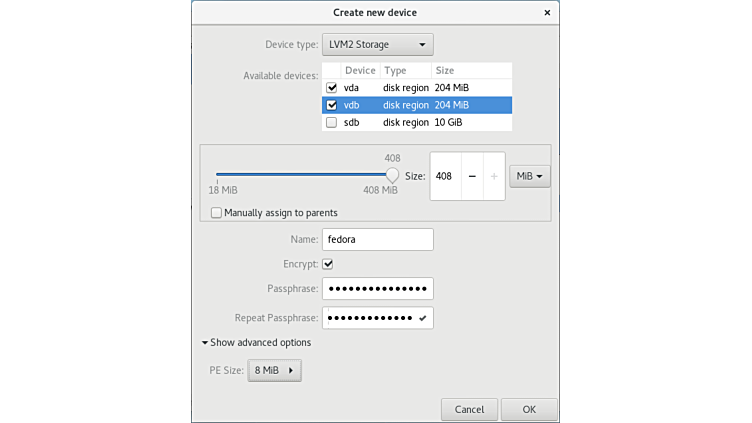 Create new device ×
Device type: LVM2 Storage
Available devices: Device Type Size
vda disk region 204 MiB
vdb disk region 204 MiB
sdb disk region 10 GiB
408
Size: 408 − + MiB
18 MiB 408 MiB
Manually assign to parents
Name: fedora
Encrypt:
Passphrase: ●●●●●●●●●●●●●●●
Repeat Passphrase: ●●●●●●●●●●●●●
Show advanced options
PE Size: 8 MiB
Cancel OK